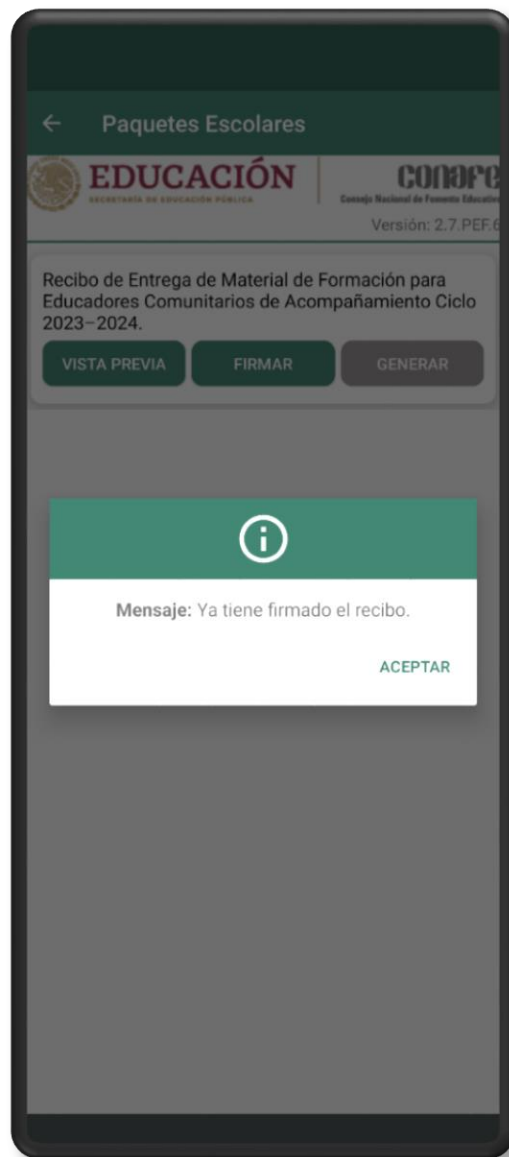 Paquetes Escolares
EDUCACIÓN
SECRETARÍA DE EDUCACIÓN PÚBLICA
CONAFE
Consejo Nacional de Fomento Educativo
Versión: 2.7.PEF.6
Recibo de Entrega de Material de Formación para
Educadores Comunitarios de Acompañamiento Ciclo
2023-2024.
VISTA PREVIA
FIRMAR
GENERAR
Mensaje: Ya tiene firmado el recibo.
ACEPTAR